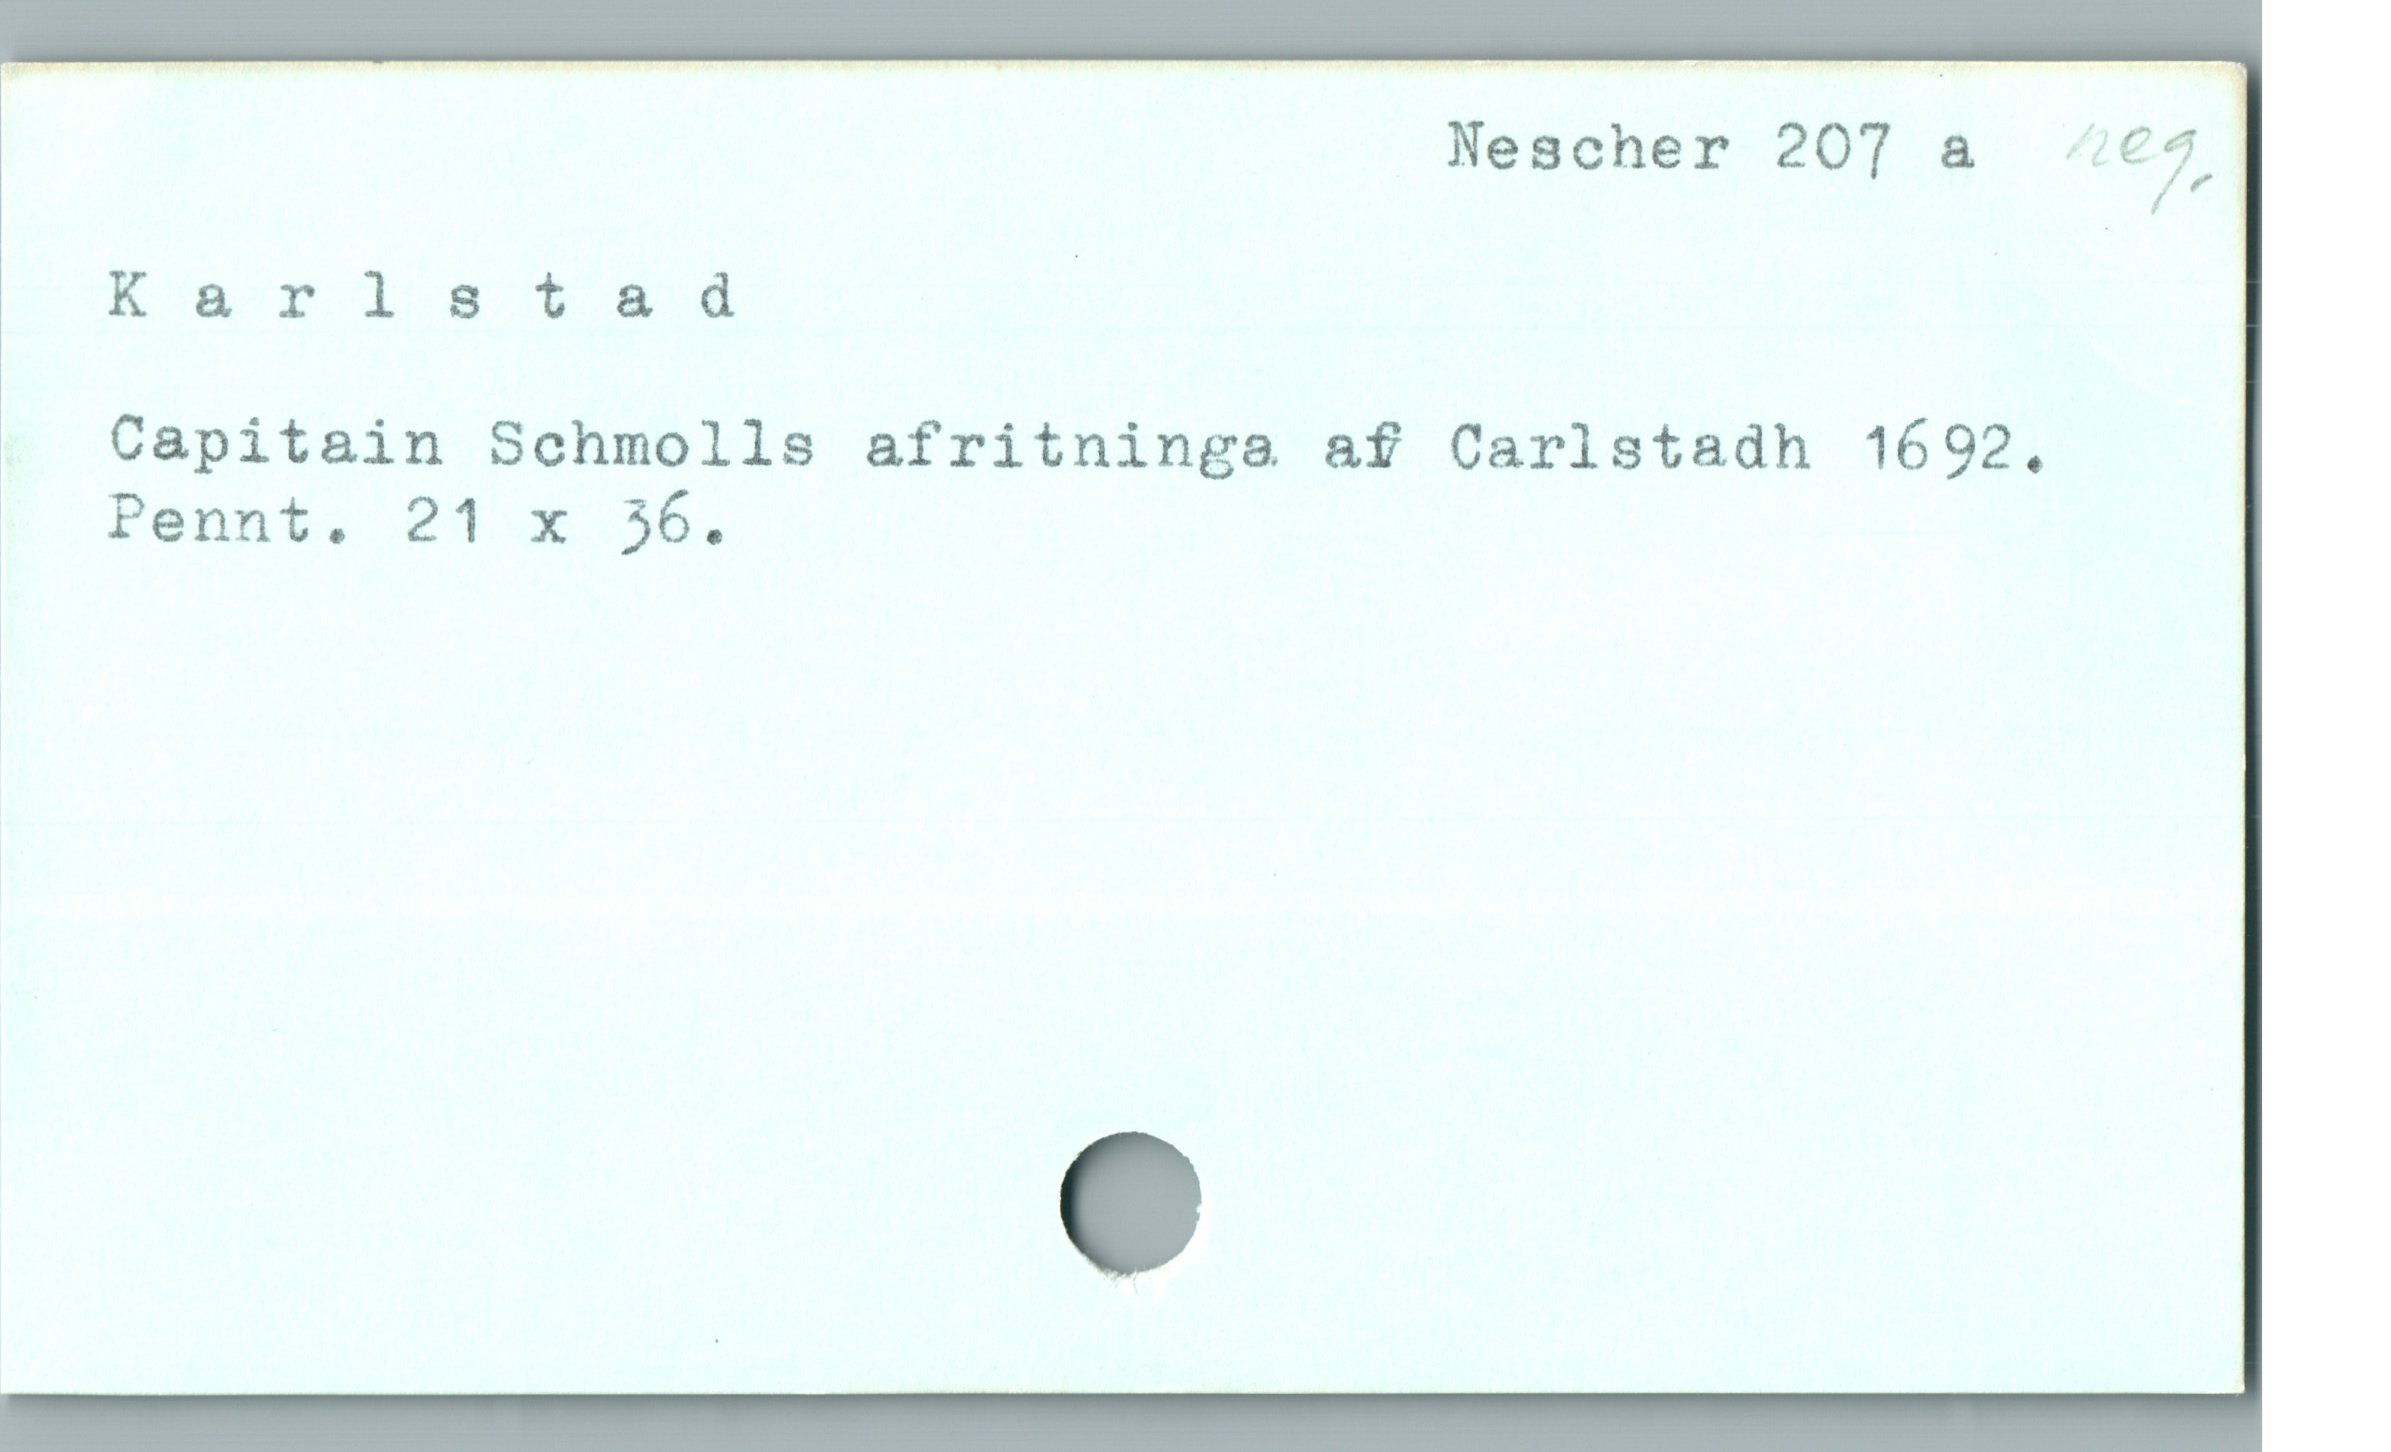 Nescher 207 a neg.
K a r l s t a d
Capitain Schmolls afritninga af Carlstadh 1692.
Pennt. 21 x 36.